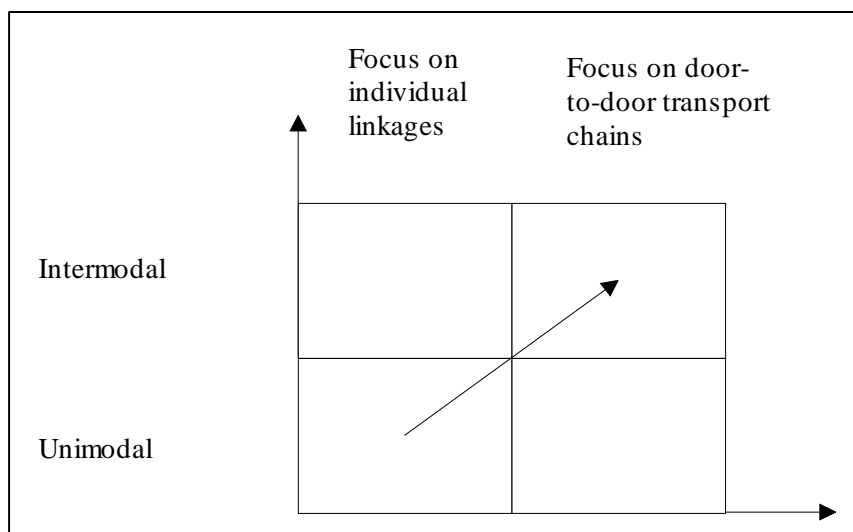 Focus on
individual
linkages
Focus on door-
to-door transport
chains
Intermodal
Unimodal